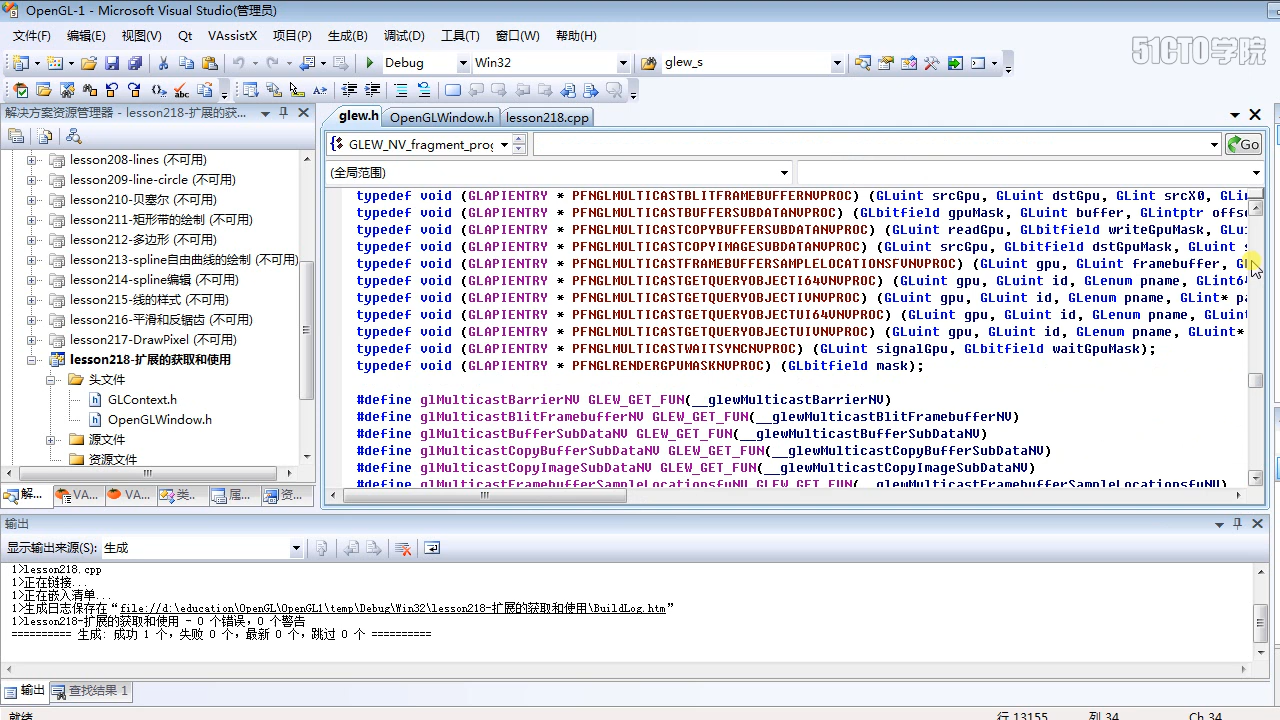 OpenGL-1 - Microsoft Visual Studio(管理员)
文件(F) 编辑(E) 视图(V) Qt VAssistX 项目(P) 生成(B) 调试(D) 工具(T) 窗口(W) 帮助(H)
51CTO学院
Debug Win32 glew_s
解决方案资源管理器 - lesson218-扩展的获...
glew.h OpenGLWindow.h lesson218.cpp
GLEW_NV_fragment_prog Go
(全局范围)
lesson208-lines (不可用)
lesson209-line-circle (不可用)
lesson210-贝塞尔 (不可用)
lesson211-矩形带的绘制 (不可用)
lesson212-多边形 (不可用)
lesson213-spline自由曲线的绘制 (不可用)
lesson214-spline编辑 (不可用)
lesson215-线的样式 (不可用)
lesson216-平滑和反锯齿 (不可用)
lesson217-DrawPixel (不可用)
lesson218-扩展的获取和使用
头文件
GLContext.h
OpenGLWindow.h
源文件
资源文件
解... VA... VA... 类... 属... 资...
typedef void (GLAPIENTRY * PFNGLMULTICASTBLITFRAMEBUFFERNVPROC) (GLuint srcGpu, GLuint dstGpu, GLint srcX0, GLin
typedef void (GLAPIENTRY * PFNGLMULTICASTBUFFERSUBDATANVPROC) (GLbitfield gpuMask, GLuint buffer, GLintptr offs
typedef void (GLAPIENTRY * PFNGLMULTICASTCOPYBUFFERSUBDATANVPROC) (GLuint readGpu, GLbitfield writeGpuMask, GLu
typedef void (GLAPIENTRY * PFNGLMULTICASTCOPYIMAGESUBDATANVPROC) (GLuint srcGpu, GLbitfield dstGpuMask, GLuint s
typedef void (GLAPIENTRY * PFNGLMULTICASTFRAMEBUFFERSAMPLELOCATIONSFVNVPROC) (GLuint gpu, GLuint framebuffer,
typedef void (GLAPIENTRY * PFNGLMULTICASTGETQUERYOBJECTI64VNVPROC) (GLuint gpu, GLuint id, GLenum pname, GLint64
typedef void (GLAPIENTRY * PFNGLMULTICASTGETQUERYOBJECTIVNVPROC) (GLuint gpu, GLuint id, GLenum pname, GLint* pa
typedef void (GLAPIENTRY * PFNGLMULTICASTGETQUERYOBJECTUI64VNVPROC) (GLuint gpu, GLuint id, GLenum pname, GLuint
typedef void (GLAPIENTRY * PFNGLMULTICASTGETQUERYOBJECTUIVNVPROC) (GLuint gpu, GLuint id, GLenum pname, GLuint*
typedef void (GLAPIENTRY * PFNGLMULTICASTWAITSYNCNVPROC) (GLuint signalGpu, GLbitfield waitGpuMask);
typedef void (GLAPIENTRY * PFNGLRENDERGPUMASKNVPROC) (GLbitfield mask);
#define glMulticastBarrierNV GLEW_GET_FUN(__glewMulticastBarrierNV)
#define glMulticastBlitFramebufferNV GLEW_GET_FUN(__glewMulticastBlitFramebufferNV)
#define glMulticastBufferSubDataNV GLEW_GET_FUN(__glewMulticastBufferSubDataNV)
#define glMulticastCopyBufferSubDataNV GLEW_GET_FUN(__glewMulticastCopyBufferSubDataNV)
#define glMulticastCopyImageSubDataNV GLEW_GET_FUN(__glewMulticastCopyImageSubDataNV)
#define glMulticastFramebufferSampleLocationsfvNV GLEW_GET_FUN(__glewMulticastFramebufferSampleLocationsfvNV)
输出
显示输出来源(S): 生成
1>lesson218.cpp
1>正在链接...
1>正在嵌入清单...
1>生成日志保存在“file://d:\education\OpenGL\OpenGL1\temp\Debug\Win32\lesson218-扩展的获取和使用\BuildLog.htm”
1>lesson218-扩展的获取和使用 - 0 个错误，0 个警告
========== 生成: 成功 1 个，失败 0 个，最新 0 个，跳过 0 个 ==========
输出 查找结果 1
就绪 行 13155 列 34 Ch 34